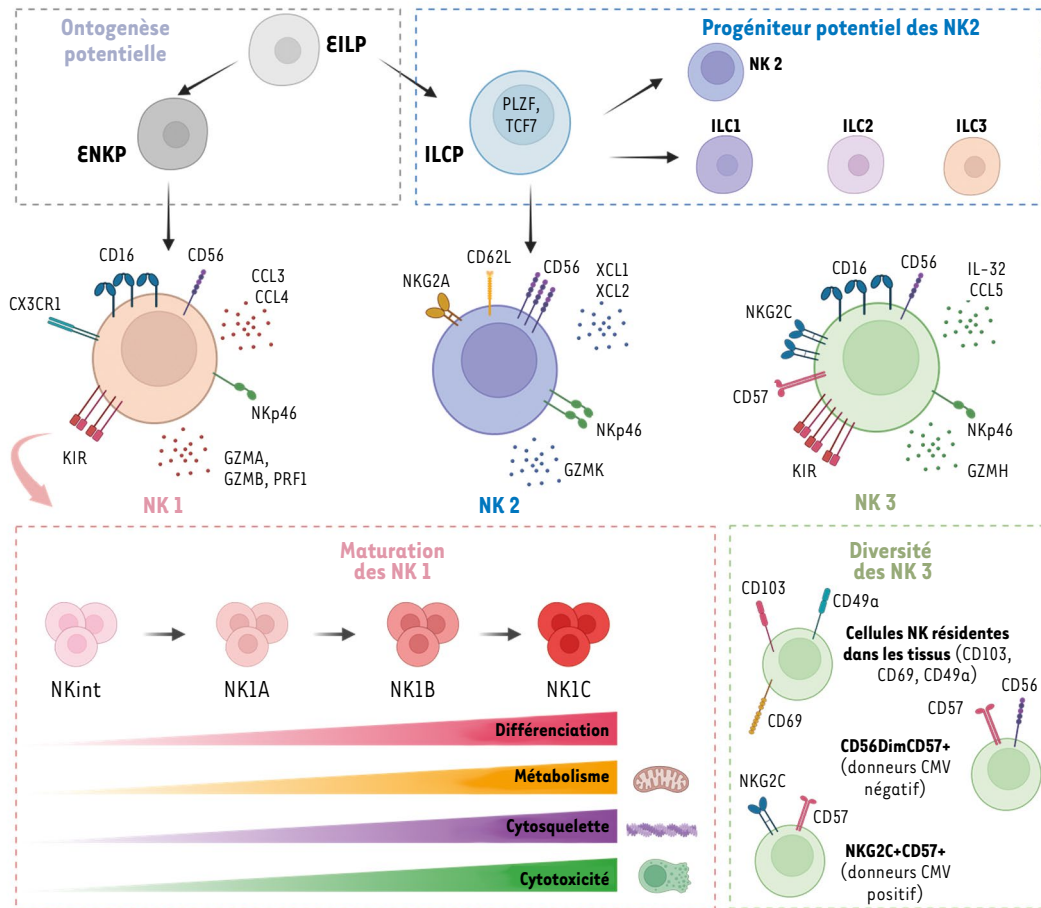 Ontogenèse
potentielle
ƐILP
ƐNKP
Progéniteur potentiel des NK2
PLZF,
TCF7
ILCP
NK 2
ILC1
ILC2
ILC3
CD16
CD56
CCL3
CCL4
CX3CR1
NKp46
KIR
GZMA,
GZMB, PRF1
NK 1
NKG2A
CD62L
CD56
XCL1
XCL2
NKp46
GZMK
NK 2
CD16
CD56
IL-32
CCL5
NKG2C
CD57
NKp46
KIR
GZMH
NK 3
Maturation
des NK 1
NKint
NK1A
NK1B
NK1C
Différenciation
Métabolisme
Cytosquelette
Cytotoxicité
Diversité
des NK 3
CD103
CD49α
Cellules NK résidentes
dans les tissus (CD103,
CD69, CD49α)
CD69
CD57
CD56
CD56DimCD57+
(donneurs CMV
négatif)
NKG2C
CD57
NKG2C+CD57+
(donneurs CMV
positif)